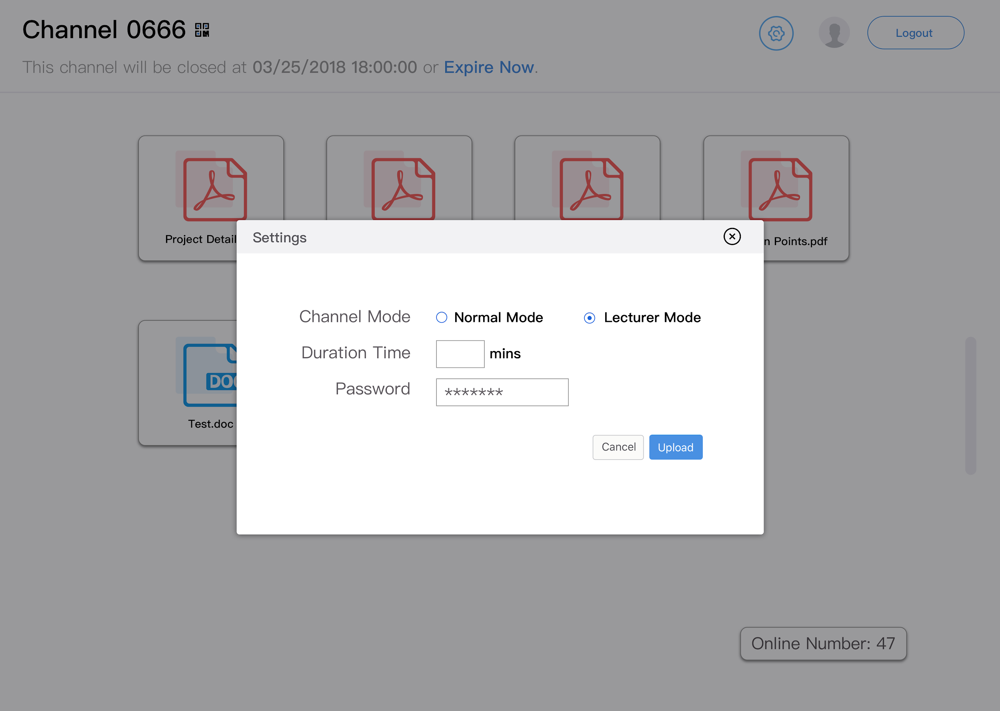 Channel 0666
Logout
This channel will be closed at 03/25/2018 18:00:00 or Expire Now.
Project Detail
n Points.pdf
Settings
Channel Mode Normal Mode Lecturer Mode
Duration Time mins
Password *******
DOC
Test.doc
Cancel Upload
Online Number: 47